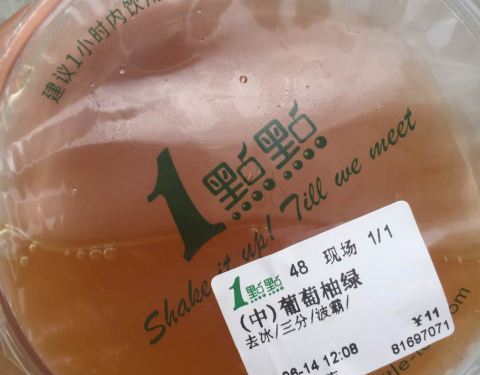 建议1小时内饮用
1點點
Shake it up! Till we meet
1點點 48 现场 1/1
(中)葡萄柚绿
去冰/三分/波霸/
¥11
06-14 12:08
81697071
.com